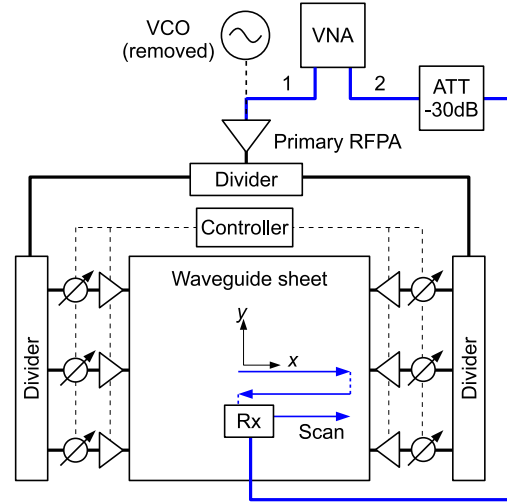 VCO
(removed)
VNA
1
2
ATT
-30dB
Primary RFPA
Divider
Controller
Waveguide sheet
y
x
Divider
Divider
Rx
Scan